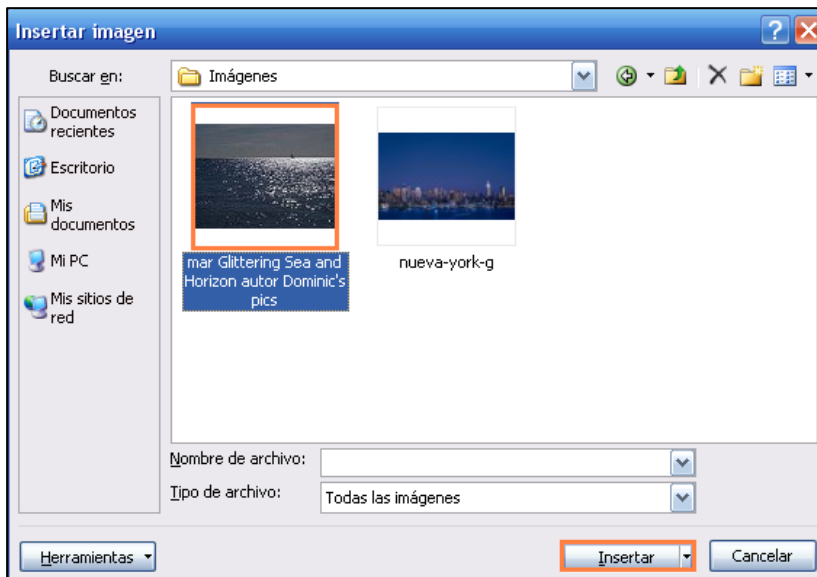 Insertar imagen
Buscar en:
Imágenes
Documentos
recientes
Escritorio
Mis
documentos
Mi PC
Mis sitios de
red
mar Glittering Sea and
Horizon autor Dominic's
pics
nueva-york-g
Nombre de archivo:
Tipo de archivo:
Todas las imágenes
Herramientas
Insertar
Cancelar